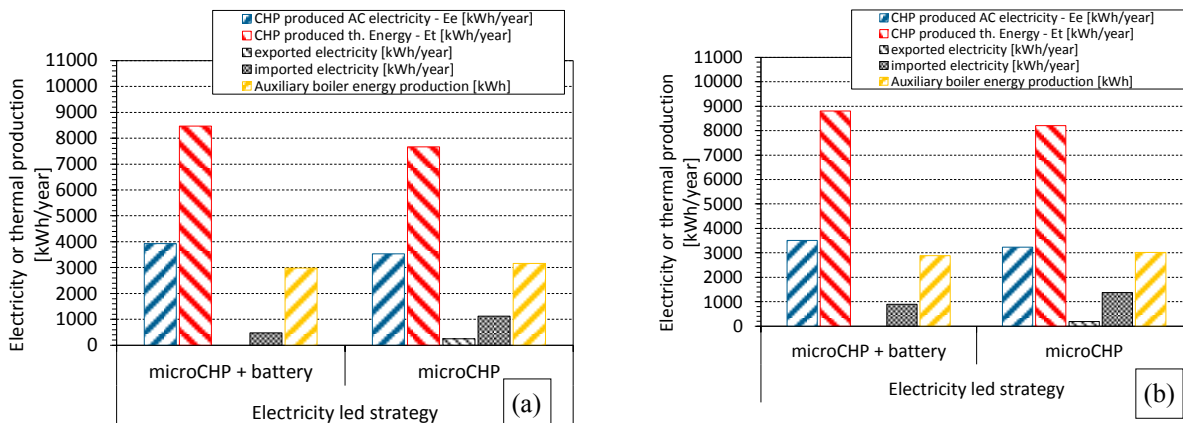 CHP produced AC electricity - Ee [kWh/year]
CHP produced th. Energy - Et [kWh/year]
exported electricity [kWh/year]
imported electricity [kWh/year]
Auxiliary boiler energy production [kWh]
Electricity or thermal production
[kWh/year]
11000
10000
9000
8000
7000
6000
5000
4000
3000
2000
1000
0
microCHP + battery
microCHP
Electricity led strategy
(a)
CHP produced AC electricity - Ee [kWh/year]
CHP produced th. Energy - Et [kWh/year]
exported electricity [kWh/year]
imported electricity [kWh/year]
Auxiliary boiler energy production [kWh]
Electricity or thermal production
[kWh/year]
11000
10000
9000
8000
7000
6000
5000
4000
3000
2000
1000
0
microCHP + battery
microCHP
Electricity led strategy
(b)